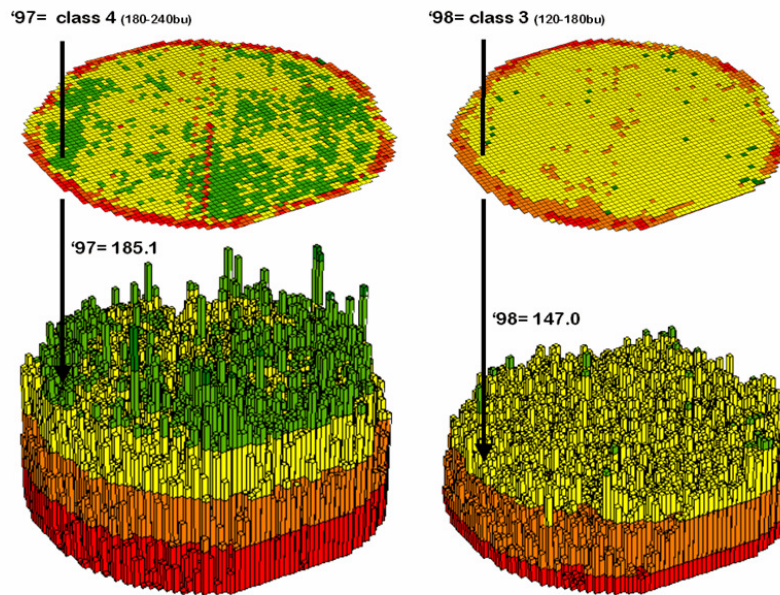 ‘97= class 4 (180-240bu)
‘98= class 3 (120-180bu)
‘97= 185.1
‘98= 147.0